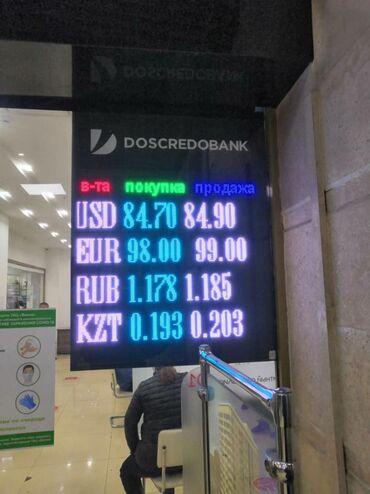 DOSCREDOBANK
в-та покупка продажа
USD 84.70 84.90
EUR 98.00 99.00
RUB 1.178 1.185
KZT 0.193 0.203